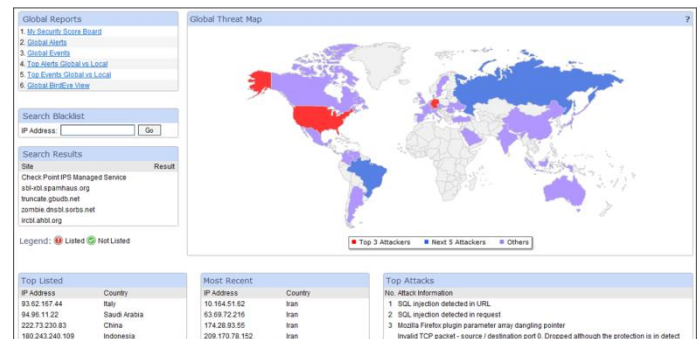 Global Reports
1. My Security Score Board
2. Global Alerts
3. Global Events
4. Top Alerts Global vs Local
5. Top Events Global vs Local
6. Global BirdEye View
Search Blacklist
IP Address:
Go
Search Results
Site Result
Check Point IPS Managed Service
sbl-xbl.spamhaus.org
truncate.gbudb.net
zombie.dnsbl.sorbs.net
ircbl.ahbl.org
Legend: Listed Not Listed
Global Threat Map ?
Top 3 Attackers Next 5 Attackers Others
Top Listed
IP Address Country
93.62.167.44 Italy
94.96.11.22 Saudi Arabia
222.73.230.83 China
180.243.240.109 Indonesia
Most Recent
IP Address Country
10.164.51.62 Iran
63.69.72.216 Iran
174.28.93.55 Iran
209.170.78.152 Iran
Top Attacks
No. Attack Information
1 SQL injection detected in URL
2 SQL injection detected in request
3 Mozilla Firefox plugin parameter array dangling pointer
Invalid TCP packet - source / destination port 0. Dropped although the protection is in detect